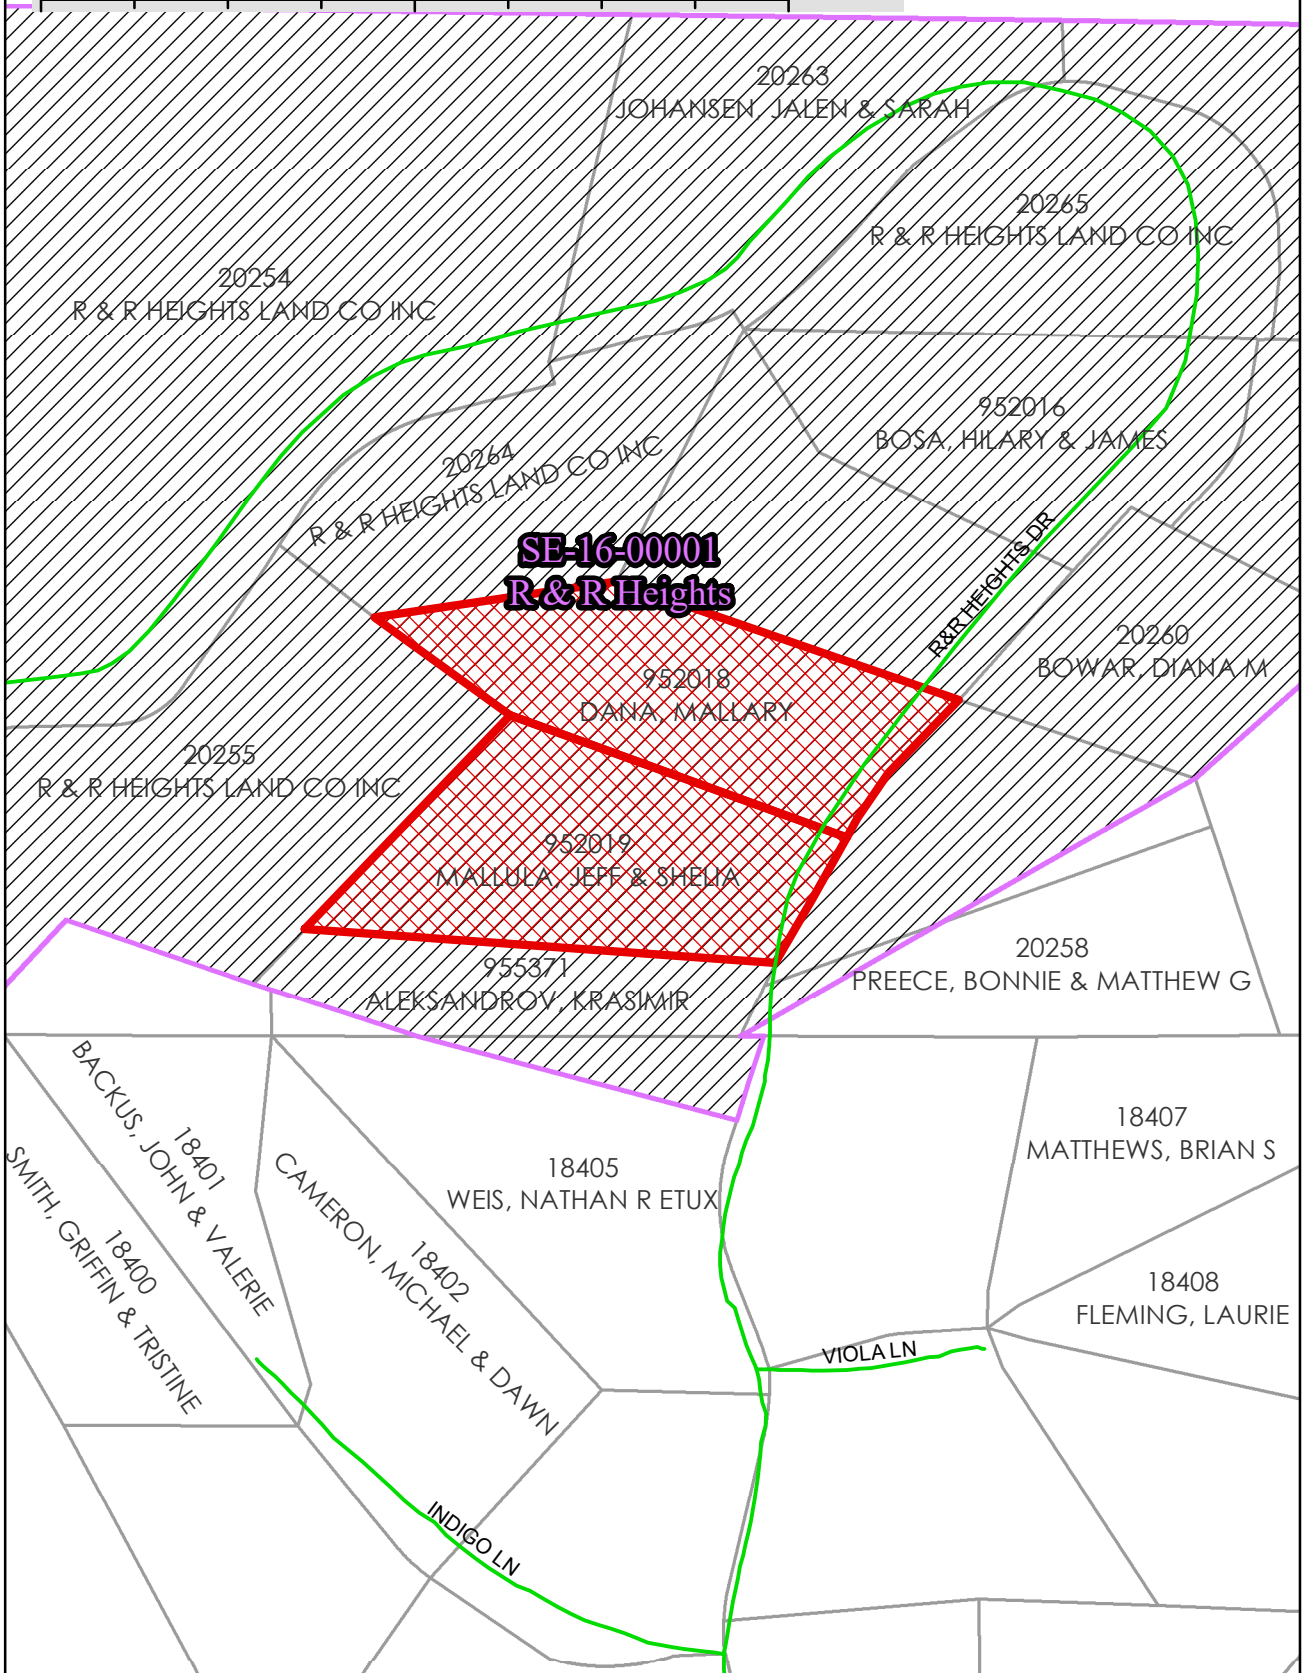 20263
JOHANSEN, JALEN & SARAH
20265
R & R HEIGHTS LAND CO INC
20254
R & R HEIGHTS LAND CO INC
952016
BOSA, HILARY & JAMES
20264
R & R HEIGHTS LAND CO INC
SE-16-00001
R & R Heights
R&R HEIGHTS DR
20260
BOWAR, DIANA M
952018
DANA, MALLARY
20255
R & R HEIGHTS LAND CO INC
952019
MALLULA, JEFF & SHELIA
20258
PREECE, BONNIE & MATTHEW G
955371
ALEKSANDROV, KRASIMIR
18401
BACKUS, JOHN & VALERIE
18407
MATTHEWS, BRIAN S
18405
WEIS, NATHAN R ETUX
18400
SMITH, GRIFFIN & TRISTINE
18402
CAMERON, MICHAEL & DAWN
18408
FLEMING, LAURIE
VIOLA LN
INDIGO LN